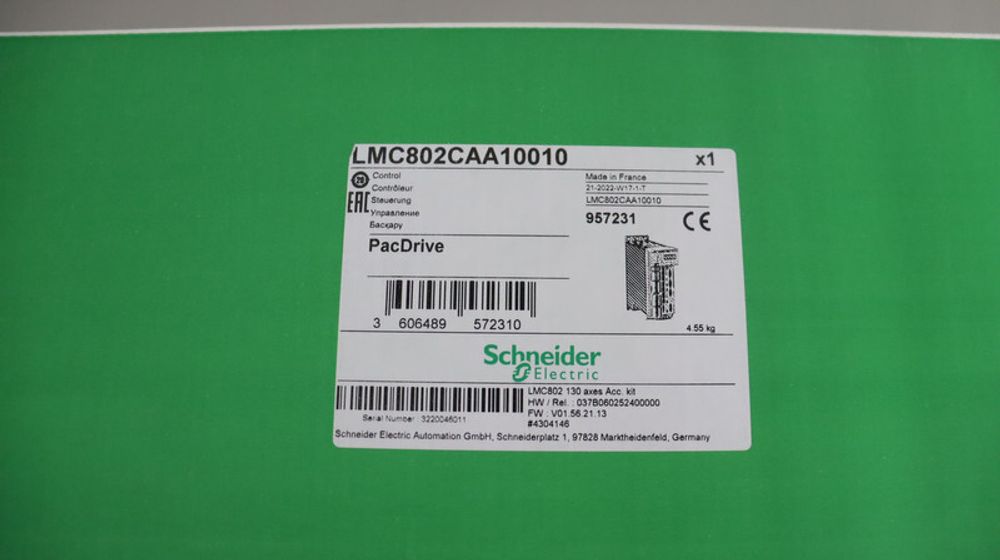 LMC802CAA10010 x1
20
EAC
Control
Contrôleur
Steuerung
Управление
Басқару
Made in France
21-2022-W17-1-T
LMC802CAA10010
957231 CE
PacDrive
3 606489 572310
4.55 kg
Schneider
Electric
LMC802 130 axes Acc. kit
HW / Rel. : 037B060252400000
FW : V01.56.21.13
#4304146
Serial Number : 3220046011
Schneider Electric Automation GmbH, Schneiderplatz 1, 97828 Marktheidenfeld, Germany